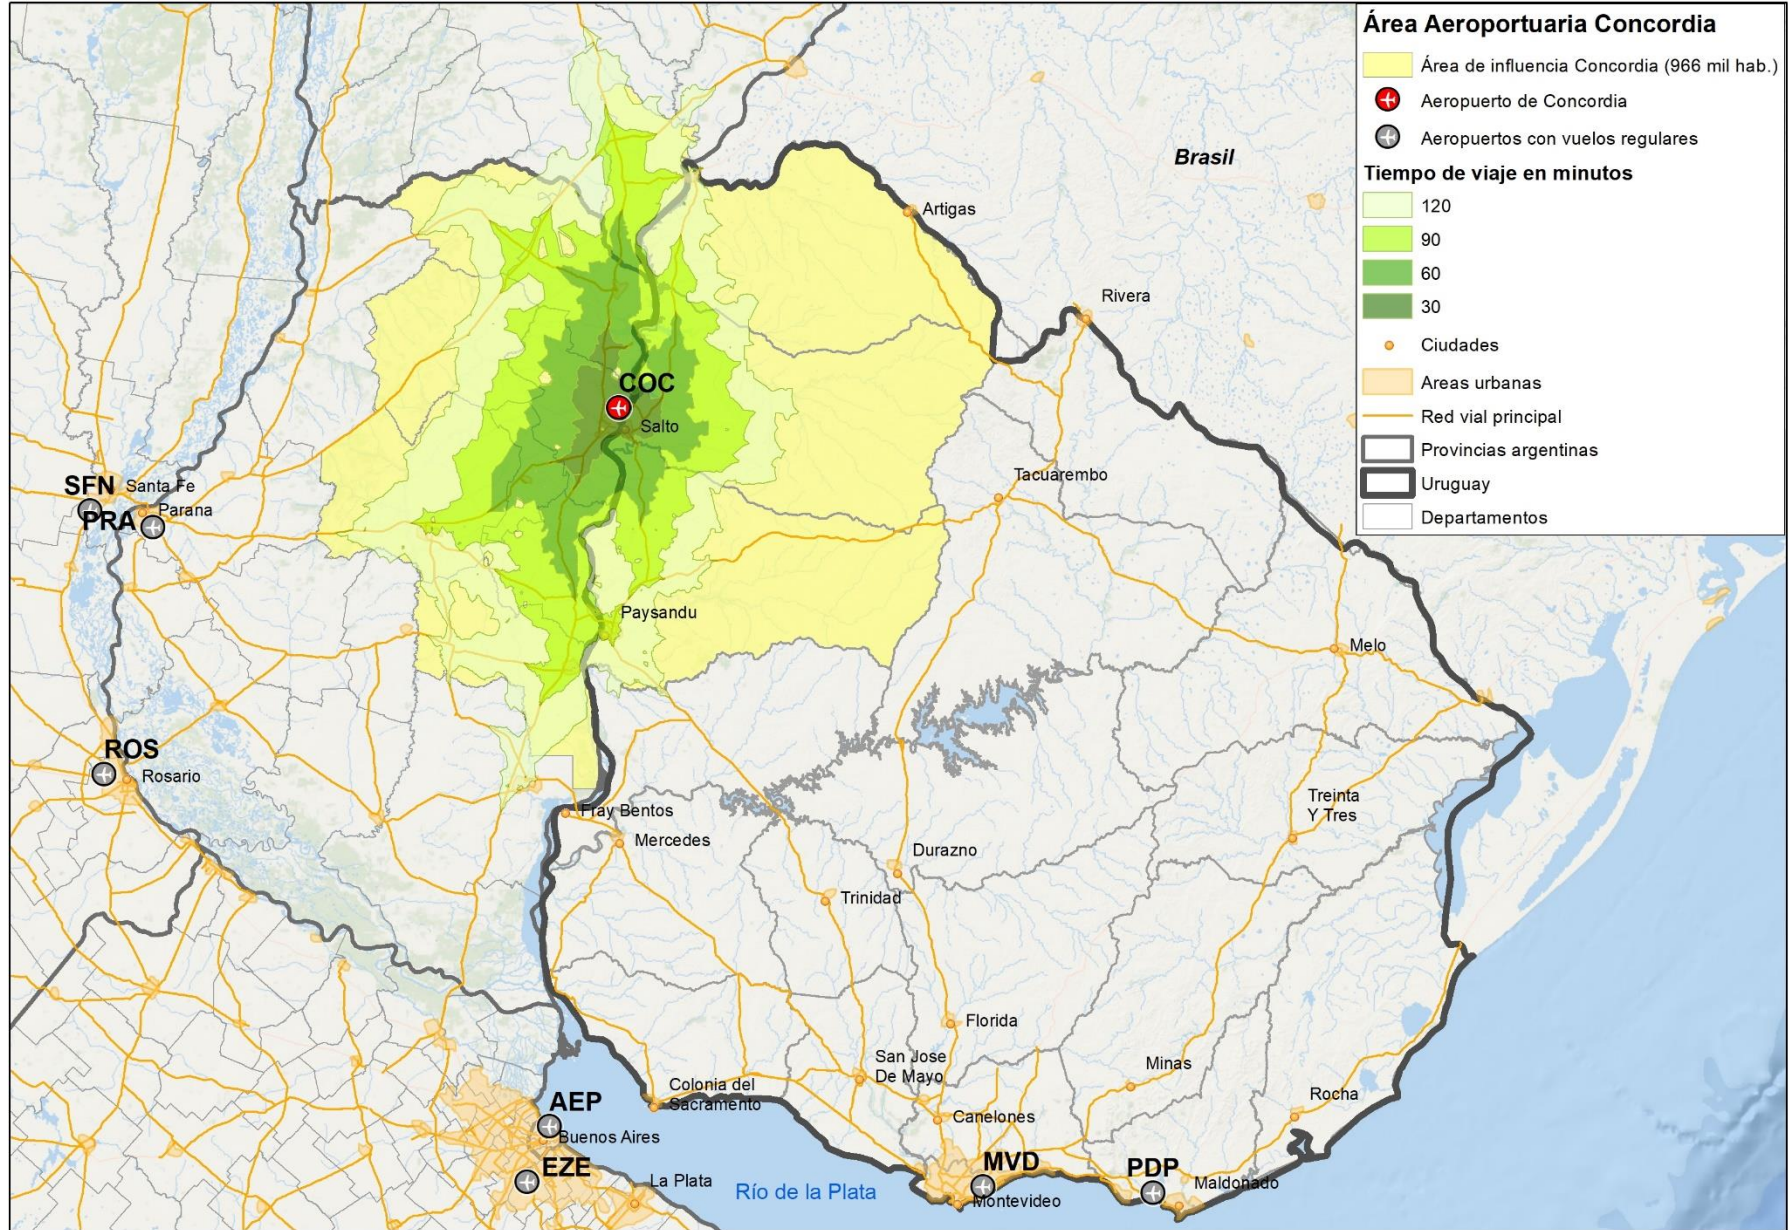 Área Aeroportuaria Concordia
Área de influencia Concordia (966 mil hab.)
Aeropuerto de Concordia
Aeropuertos con vuelos regulares
Tiempo de viaje en minutos
120
90
60
30
Ciudades
Areas urbanas
Red vial principal
Provincias argentinas
Uruguay
Departamentos
Brasil
Artigas
Rivera
COC
Salto
Tacuarembo
SFN
Santa Fe
PRA
Parana
Paysandu
Melo
ROS
Rosario
Fray Bentos
Mercedes
Treinta
Y Tres
Durazno
Trinidad
Florida
San Jose
De Mayo
Minas
Colonia del
Sacramento
Rocha
Canelones
AEP
Buenos Aires
EZE
La Plata
Río de la Plata
MVD
Montevideo
PDP
Maldonado